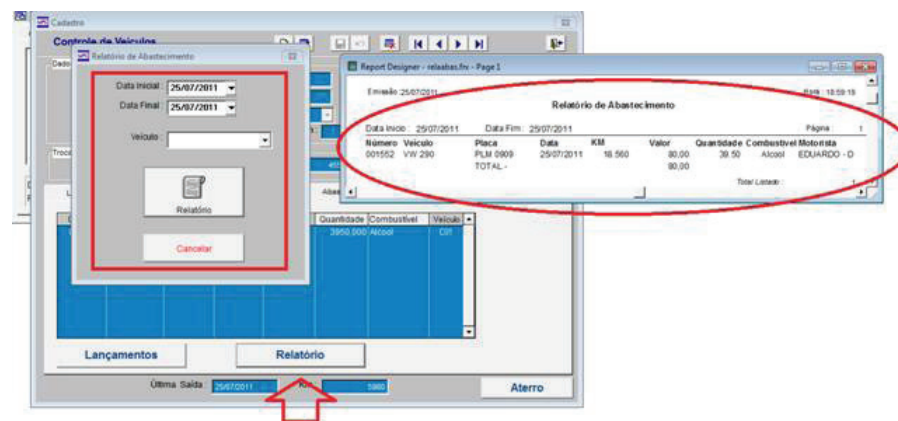 Cadastro
Controle de Veículos
Relatório de Abastecimento
Data Inicial : 25/07/2011
Data Final : 25/07/2011
Veículo :
Relatório
Cancelar
Report Designer - relaabas.frx - Page 1
Emissão :25/07/2011
Hora : 18:59:18
Relatório de Abastecimento
Data Início : 25/07/2011 Data Fim : 25/07/2011 Página 1
Número Veículo Placa Data KM Valor Quantidade Combustível Motorista
001552 VW 290 PLM 0909 25/07/2011 18.560 80,00 39.50 Alcool EDUARDO - D
TOTAL - 80,00
Total Listado : 1
Quantidade Combustível Veículo
3950,000 Alcool C01
Lançamentos
Relatório
Última Saída : 25/07/2011 Km : 5980
Aterro